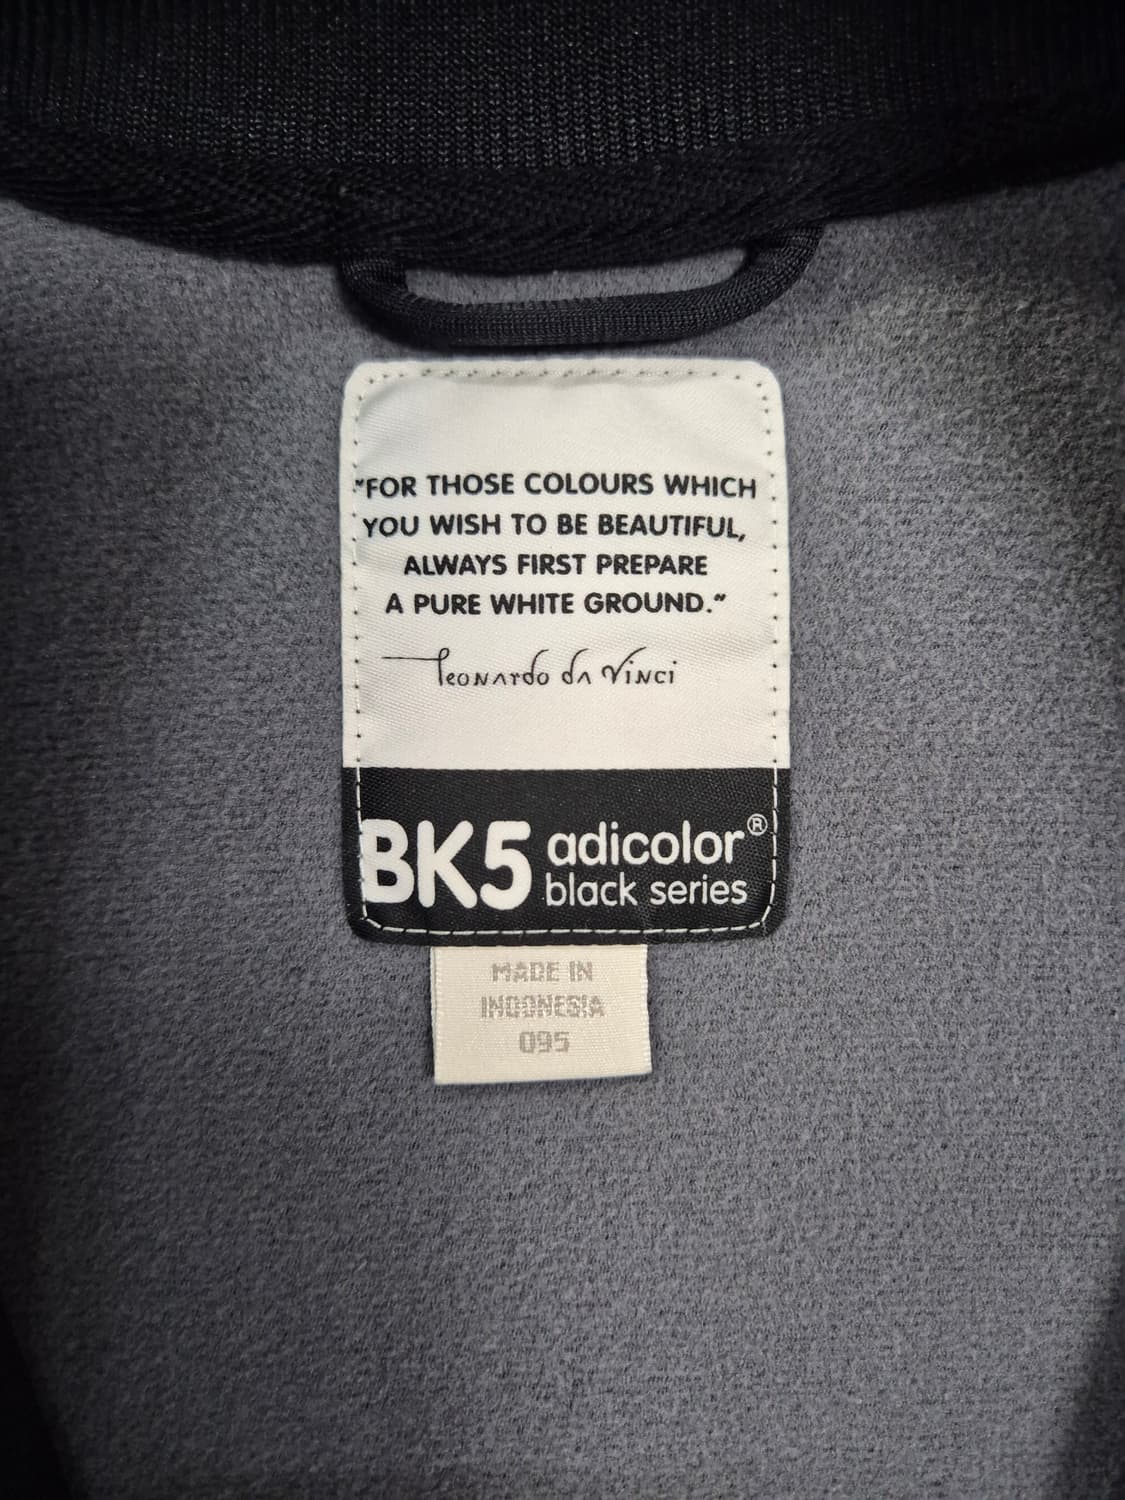 "FOR THOSE COLOURS WHICH
YOU WISH TO BE BEAUTIFUL,
ALWAYS FIRST PREPARE
A PURE WHITE GROUND."
Leonardo da Vinci
BK5 adicolor®
black series
MADE IN
INDONESIA
095